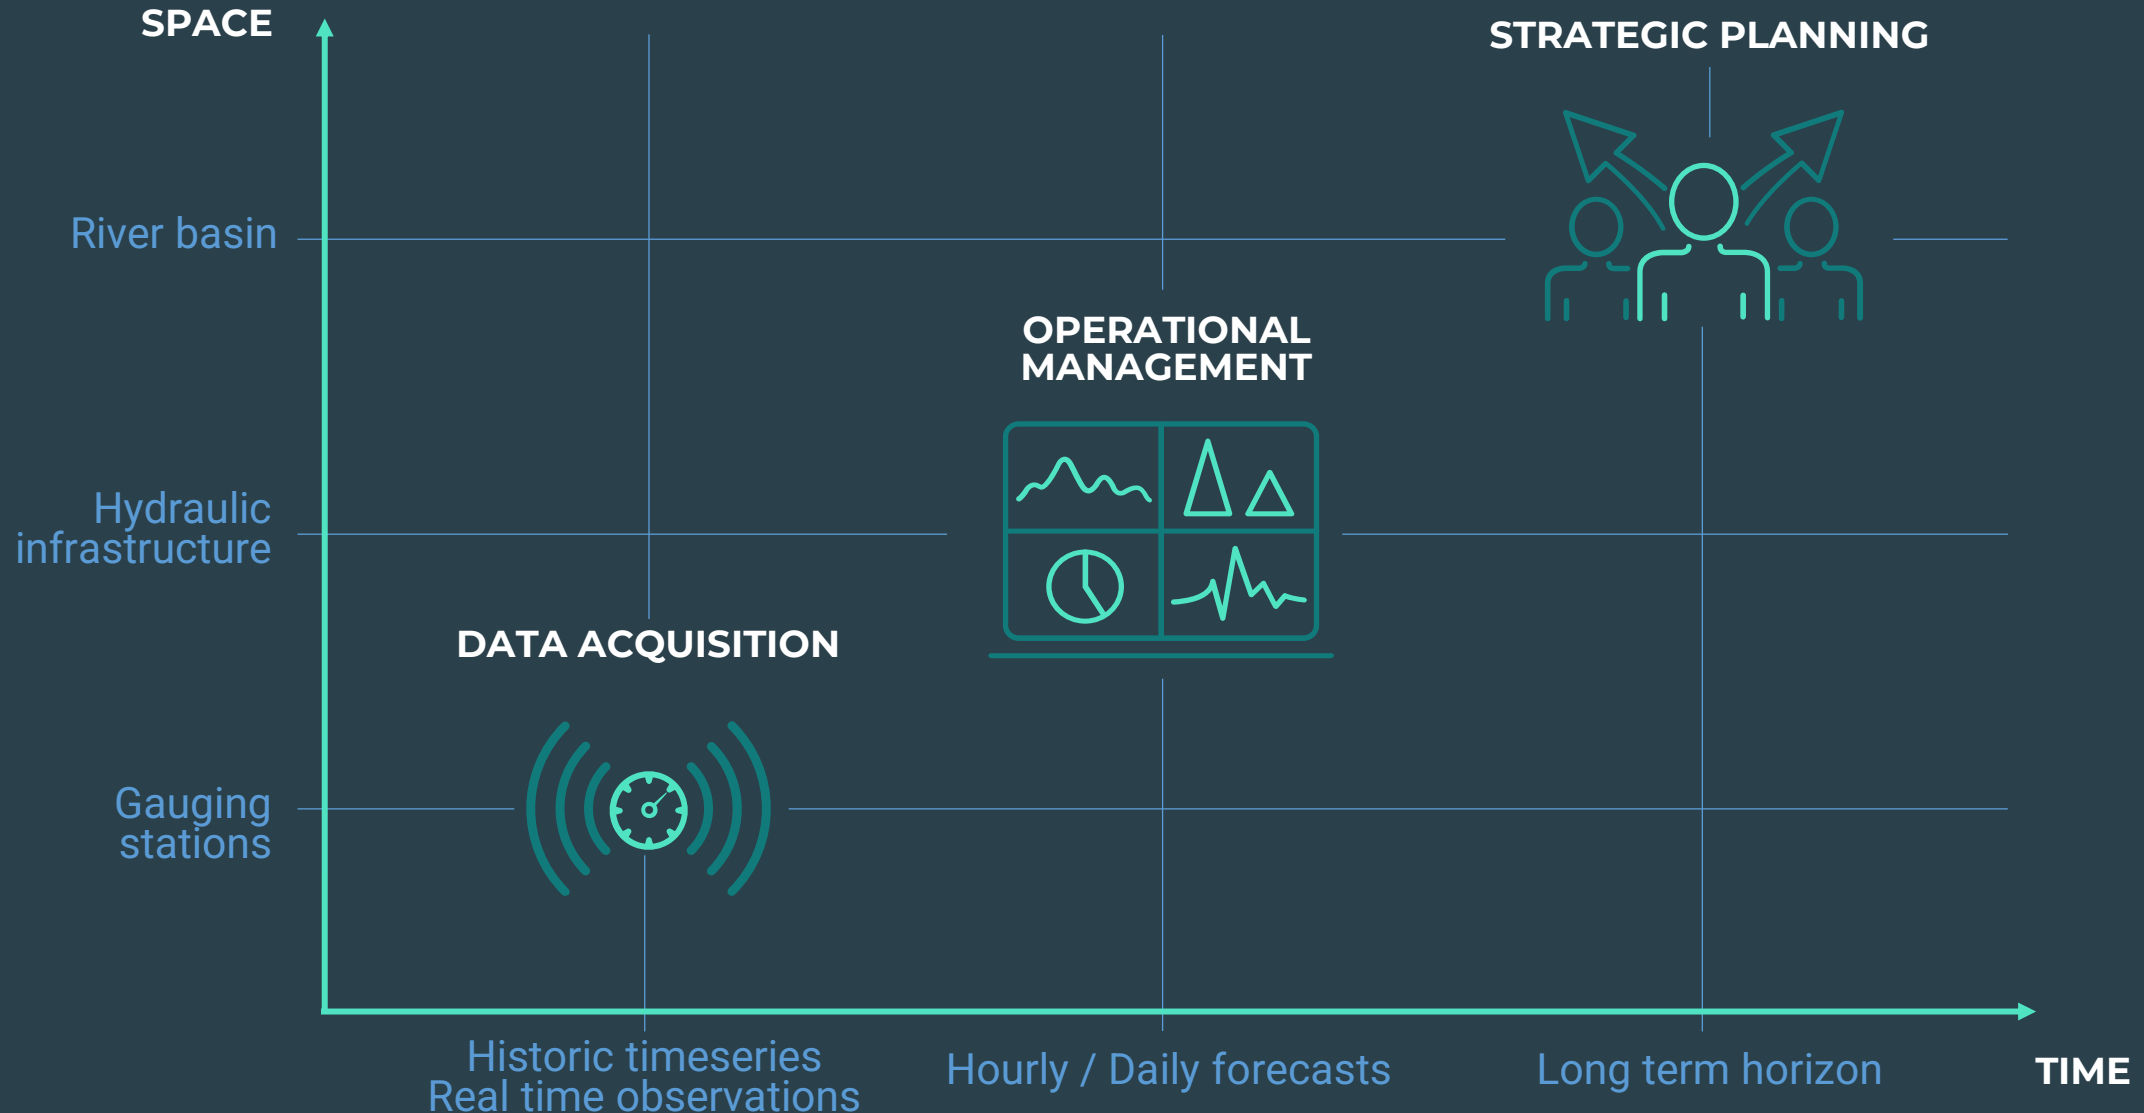 SPACE
STRATEGIC PLANNING
River basin
OPERATIONAL
MANAGEMENT
Hydraulic
infrastructure
DATA ACQUISITION
Gauging
stations
Historic timeseries
Real time observations
Hourly / Daily forecasts
Long term horizon
TIME